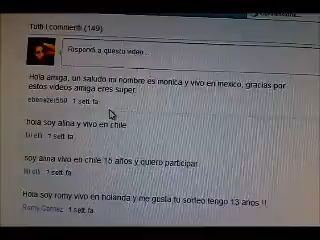 Tutti i commenti (149)
Rispondi a questo video...
Hola amiga, un saludo mi nombre es monica y vivo en mexico, gracias por
estos videos amiga eres super.
1 sett. fa
hola soy alina y vivo en chile
1 sett. fa
soy alina vivo en chile 15 años y quiero participar
1 sett. fa
Hola soy romy vivo en holanda y me gusta tu sorteo tengo 13 años !!
Romy Gomez 1 sett. fa